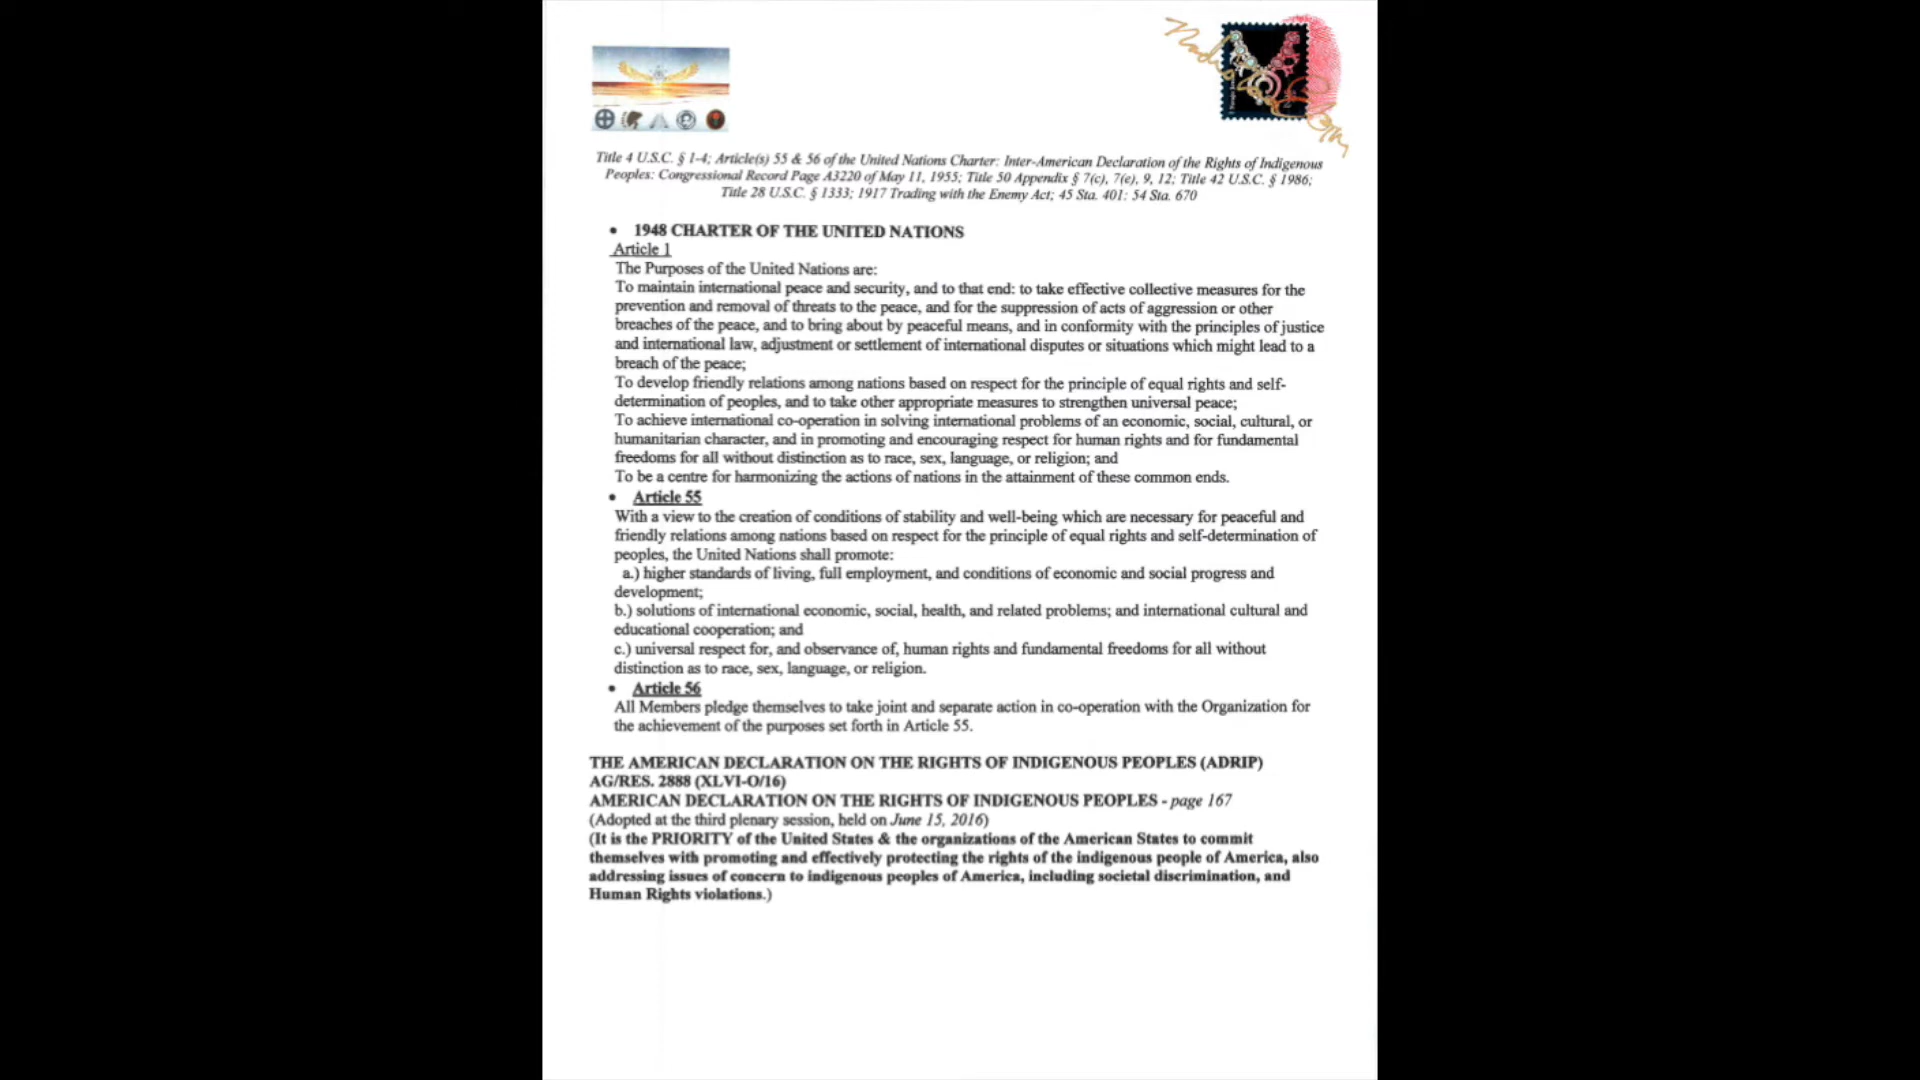 Title 4 U.S.C. § 1-4; Article(s) 55 & 56 of the United Nations Charter: Inter-American Declaration of the Rights of Indigenous
Peoples: Congressional Record Page A3220 of May 11, 1955; Title 50 Appendix § 7(c), 7(e), 9, 12; Title 42 U.S.C. § 1986;
Title 28 U.S.C. § 1333; 1917 Trading with the Enemy Act; 45 Sta. 401: 54 Sta. 670
• 1948 CHARTER OF THE UNITED NATIONS
Article 1
The Purposes of the United Nations are:
To maintain international peace and security, and to that end: to take effective collective measures for the
prevention and removal of threats to the peace, and for the suppression of acts of aggression or other
breaches of the peace, and to bring about by peaceful means, and in conformity with the principles of justice
and international law, adjustment or settlement of international disputes or situations which might lead to a
breach of the peace;
To develop friendly relations among nations based on respect for the principle of equal rights and self-
determination of peoples, and to take other appropriate measures to strengthen universal peace;
To achieve international co-operation in solving international problems of an economic, social, cultural, or
humanitarian character, and in promoting and encouraging respect for human rights and for fundamental
freedoms for all without distinction as to race, sex, language, or religion; and
To be a centre for harmonizing the actions of nations in the attainment of these common ends.
• Article 55
With a view to the creation of conditions of stability and well-being which are necessary for peaceful and
friendly relations among nations based on respect for the principle of equal rights and self-determination of
peoples, the United Nations shall promote:
a.) higher standards of living, full employment, and conditions of economic and social progress and
development;
b.) solutions of international economic, social, health, and related problems; and international cultural and
educational cooperation; and
c.) universal respect for, and observance of, human rights and fundamental freedoms for all without
distinction as to race, sex, language, or religion.
• Article 56
All Members pledge themselves to take joint and separate action in co-operation with the Organization for
the achievement of the purposes set forth in Article 55.
THE AMERICAN DECLARATION ON THE RIGHTS OF INDIGENOUS PEOPLES (ADRIP)
AG/RES. 2888 (XLVI-O/16)
AMERICAN DECLARATION ON THE RIGHTS OF INDIGENOUS PEOPLES - page 167
(Adopted at the third plenary session, held on June 15, 2016)
(It is the PRIORITY of the United States & the organizations of the American States to commit
themselves with promoting and effectively protecting the rights of the indigenous people of America, also
addressing issues of concern to indigenous peoples of America, including societal discrimination, and
Human Rights violations.)